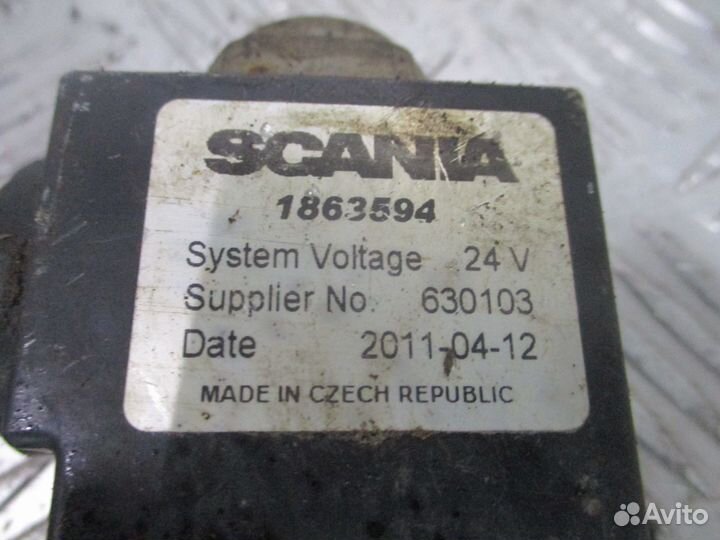 SCANIA
1863594
System Voltage 24 V
Supplier No. 630103
Date 2011-04-12
MADE IN CZECH REPUBLIC
Avito